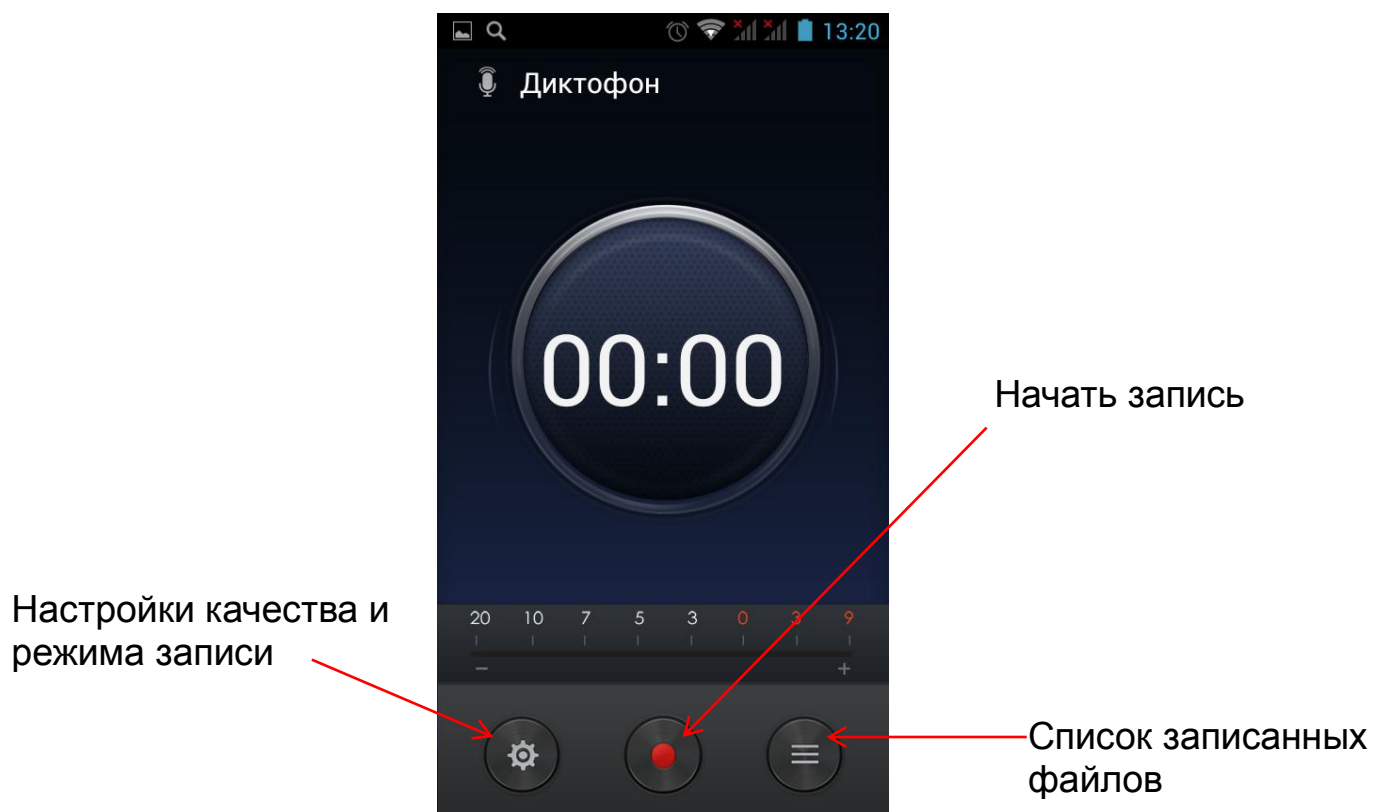 13:20
Диктофон
00:00
Начать запись
Настройки качества и
режима записи
20 10 7 5 3 0 3 9
− +
Список записанных
файлов